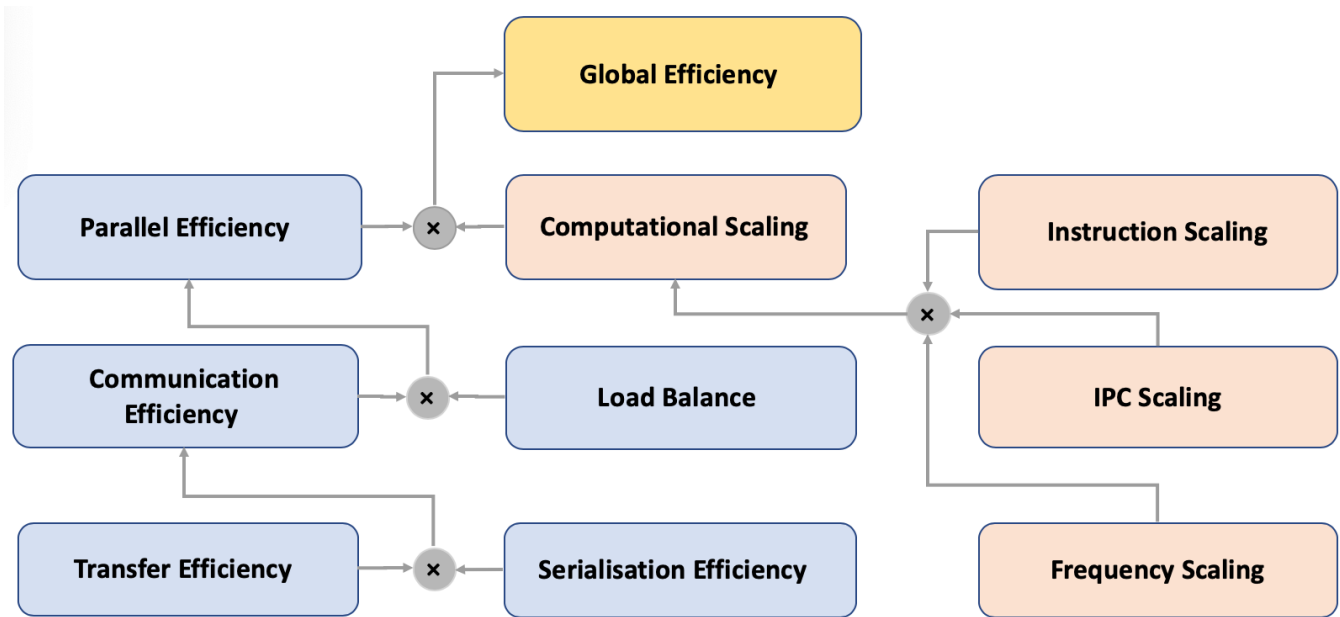 Global Efficiency
Parallel Efficiency
×
Computational Scaling
Instruction Scaling
×
Communication
Efficiency
×
Load Balance
IPC Scaling
Transfer Efficiency
×
Serialisation Efficiency
Frequency Scaling